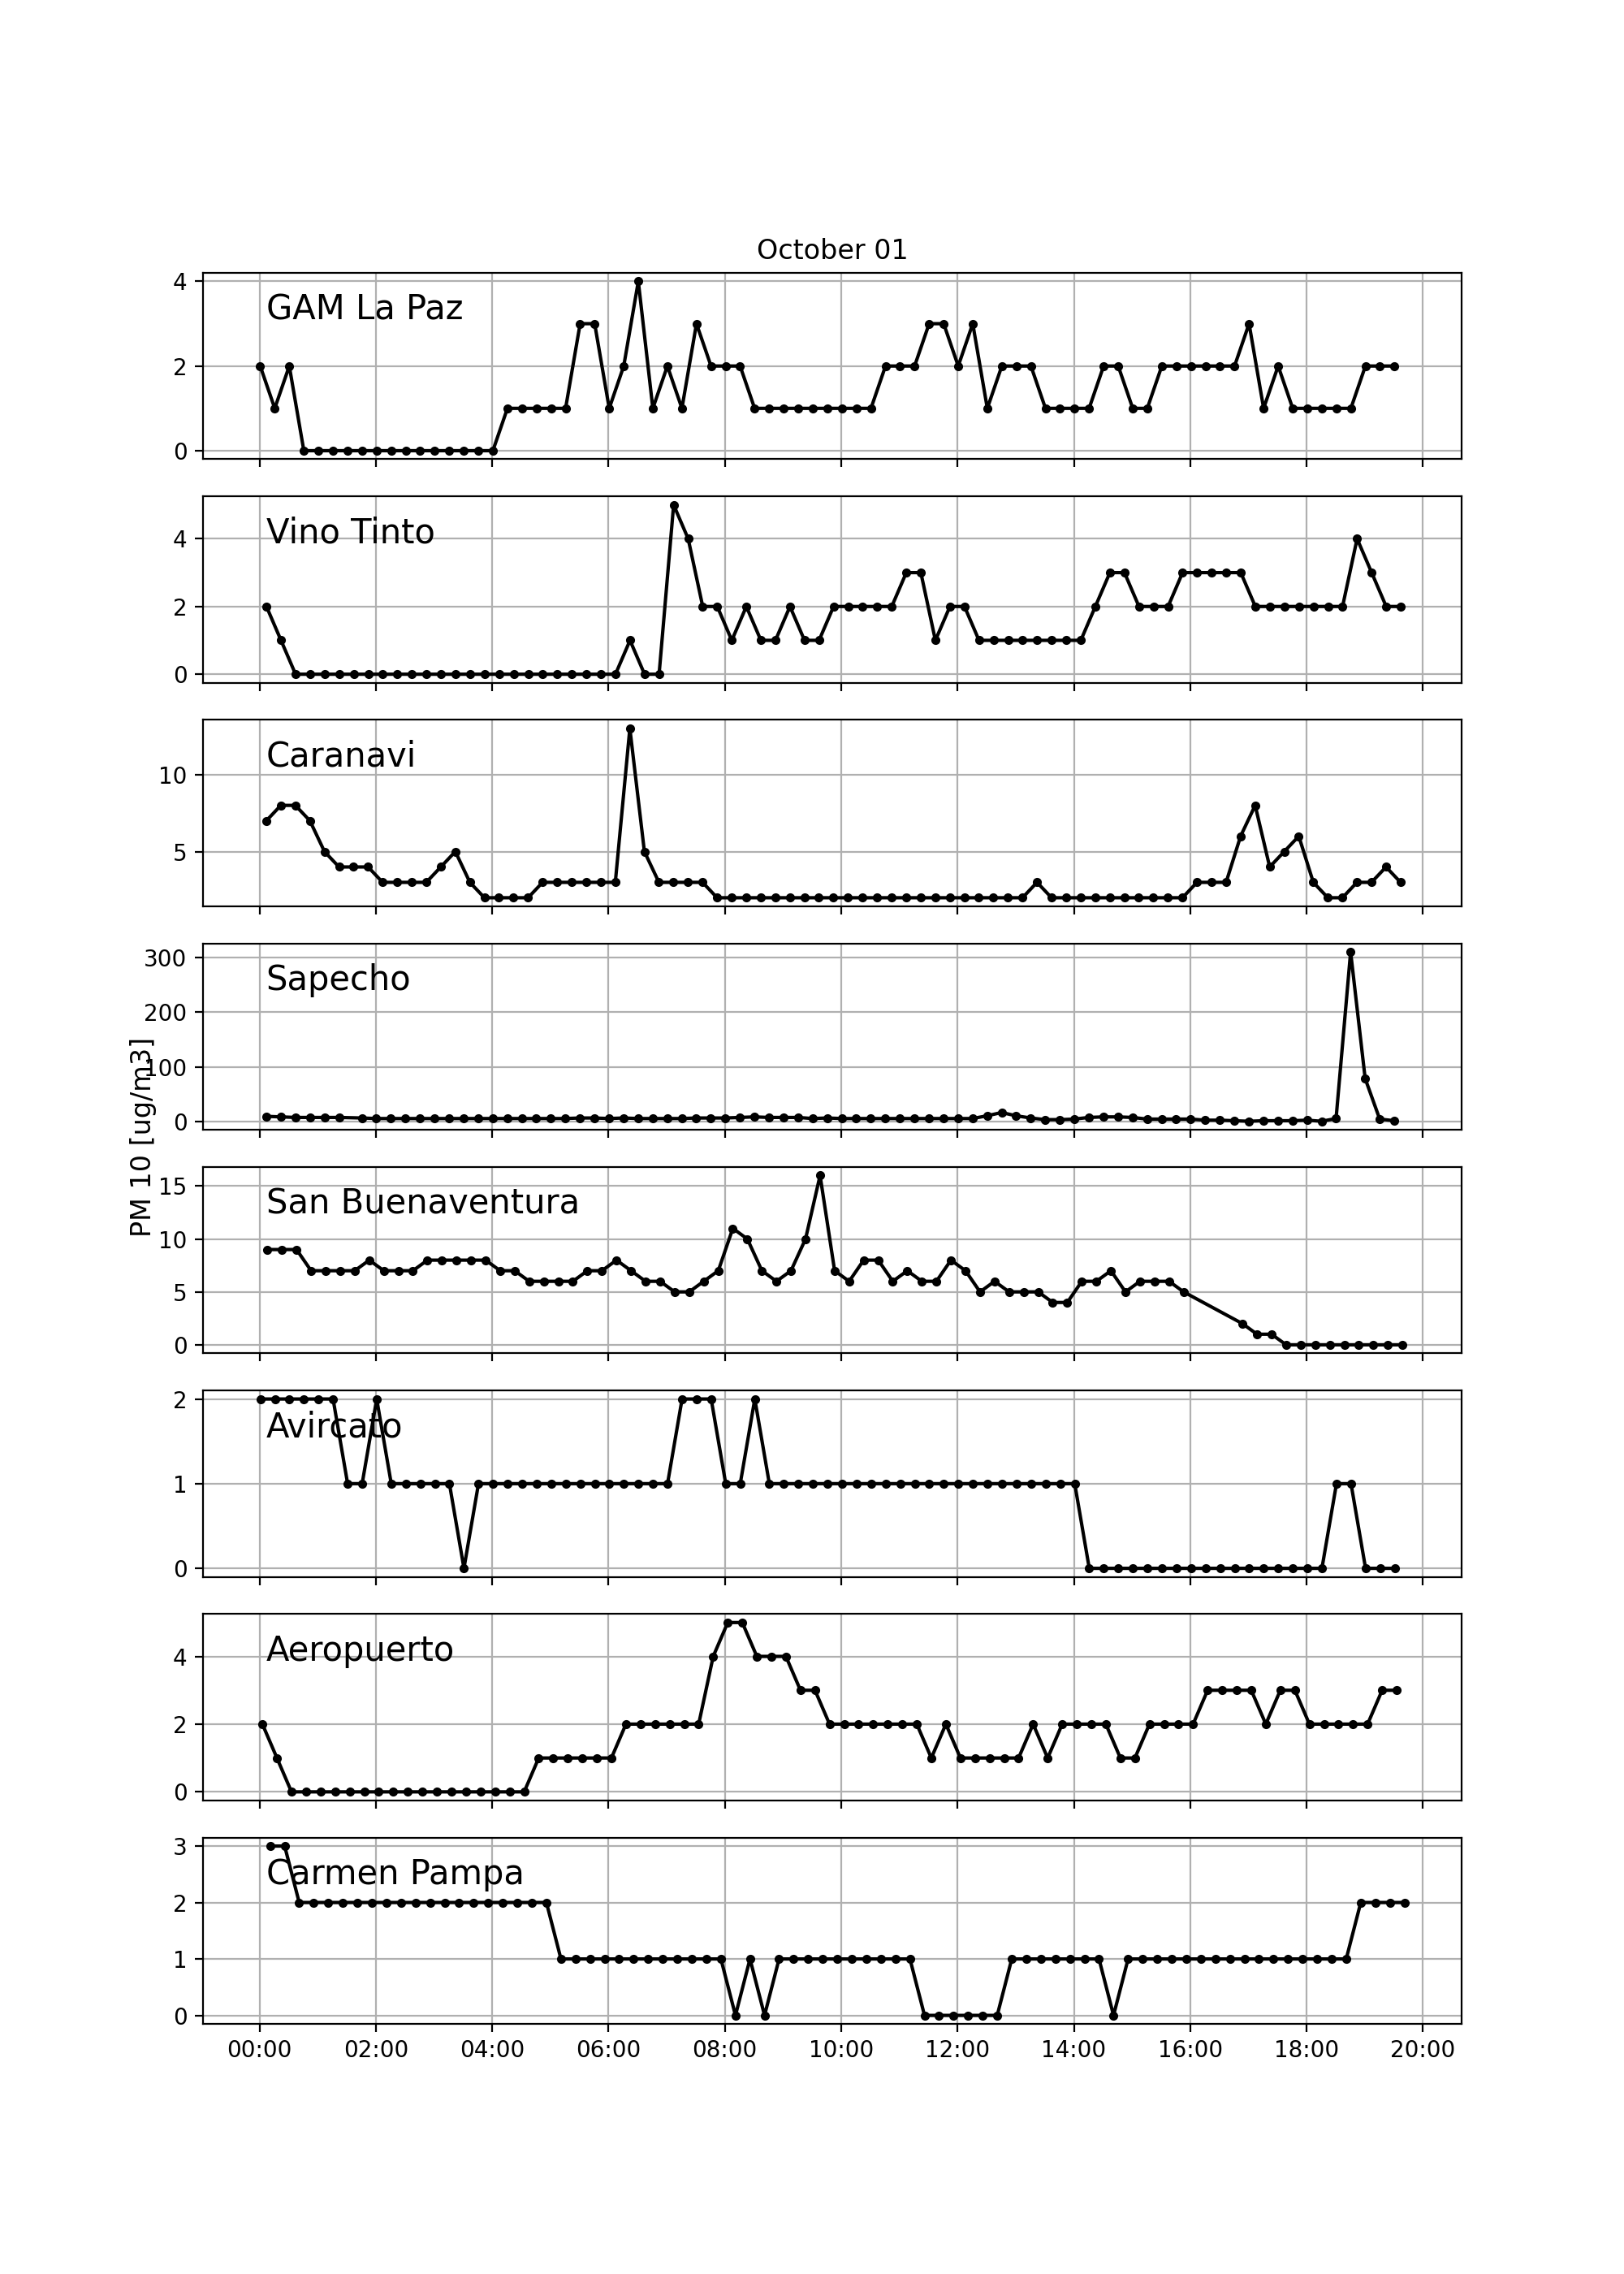 October 01
4
GAM La Paz
2
0
Vino Tinto
4
2
0
Caranavi
10
5
300
Sapecho
200
100
0
PM 10 [ug/m3]
15
San Buenaventura
10
5
0
2
Avircato
1
0
Aeropuerto
4
2
0
3
Carmen Pampa
2
1
0
00:00 02:00 04:00 06:00 08:00 10:00 12:00 14:00 16:00 18:00 20:00